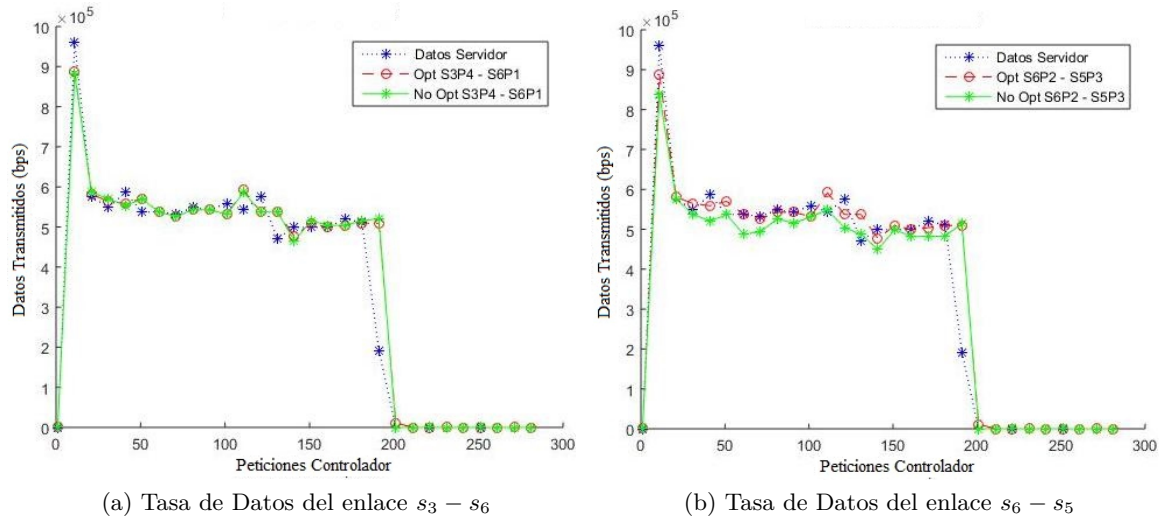 ×10⁵
10
9
8
7
6
5
4
3
2
1
0
0 50 100 150 200 250 300
Datos Transmitidos (bps)
Peticiones Controlador
Datos Servidor
Opt S3P4 - S6P1
No Opt S3P4 - S6P1
(a) Tasa de Datos del enlace s₃ − s₆
×10⁵
10
9
8
7
6
5
4
3
2
1
0
0 50 100 150 200 250 300
Datos Transmitidos (bps)
Peticiones Controlador
Datos Servidor
Opt S6P2 - S5P3
No Opt S6P2 - S5P3
(b) Tasa de Datos del enlace s₆ − s₅